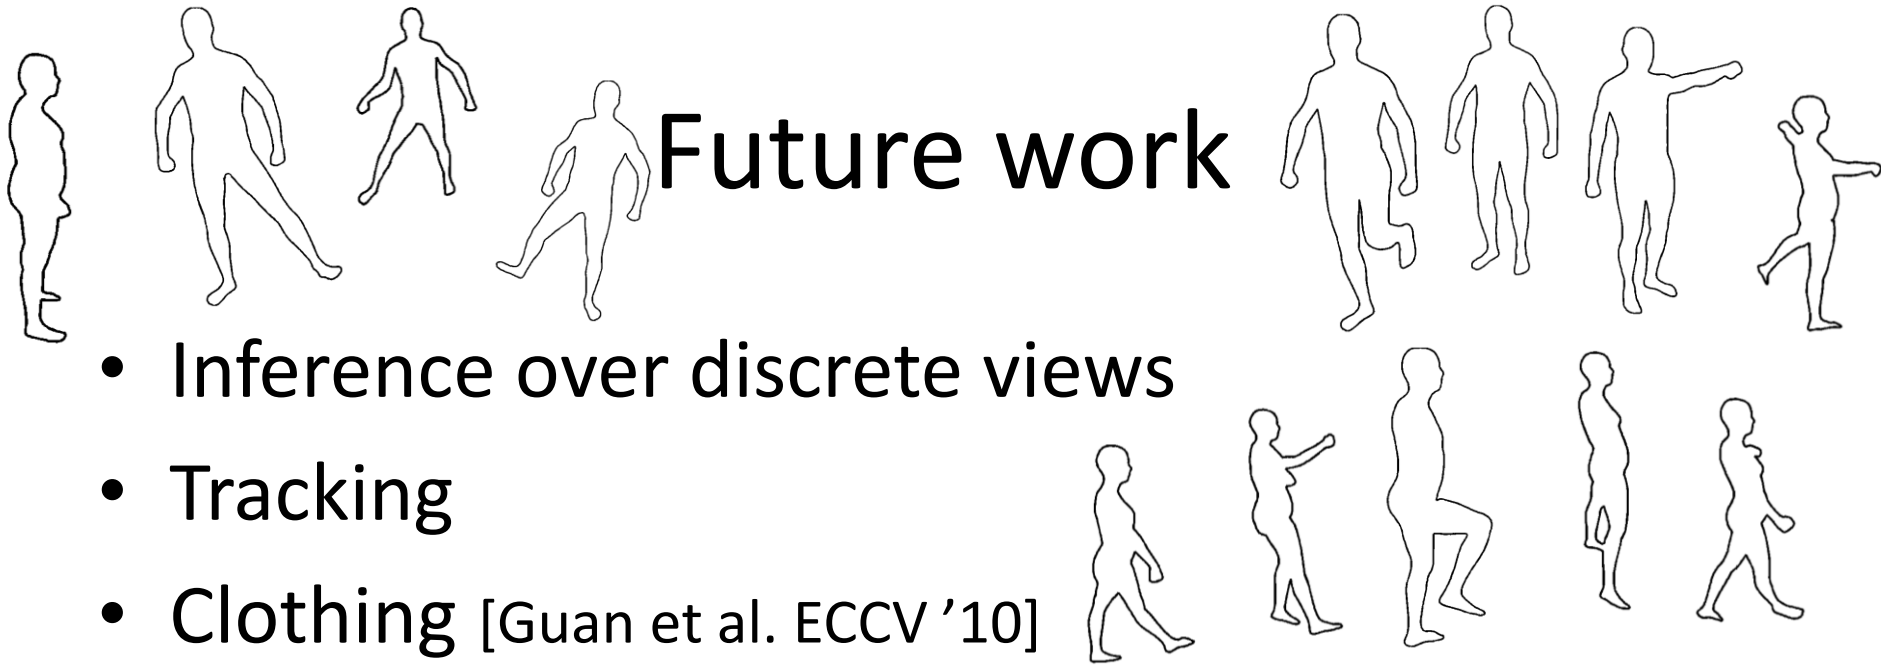 Future work
• Inference over discrete views
• Tracking
• Clothing [Guan et al. ECCV ’10]